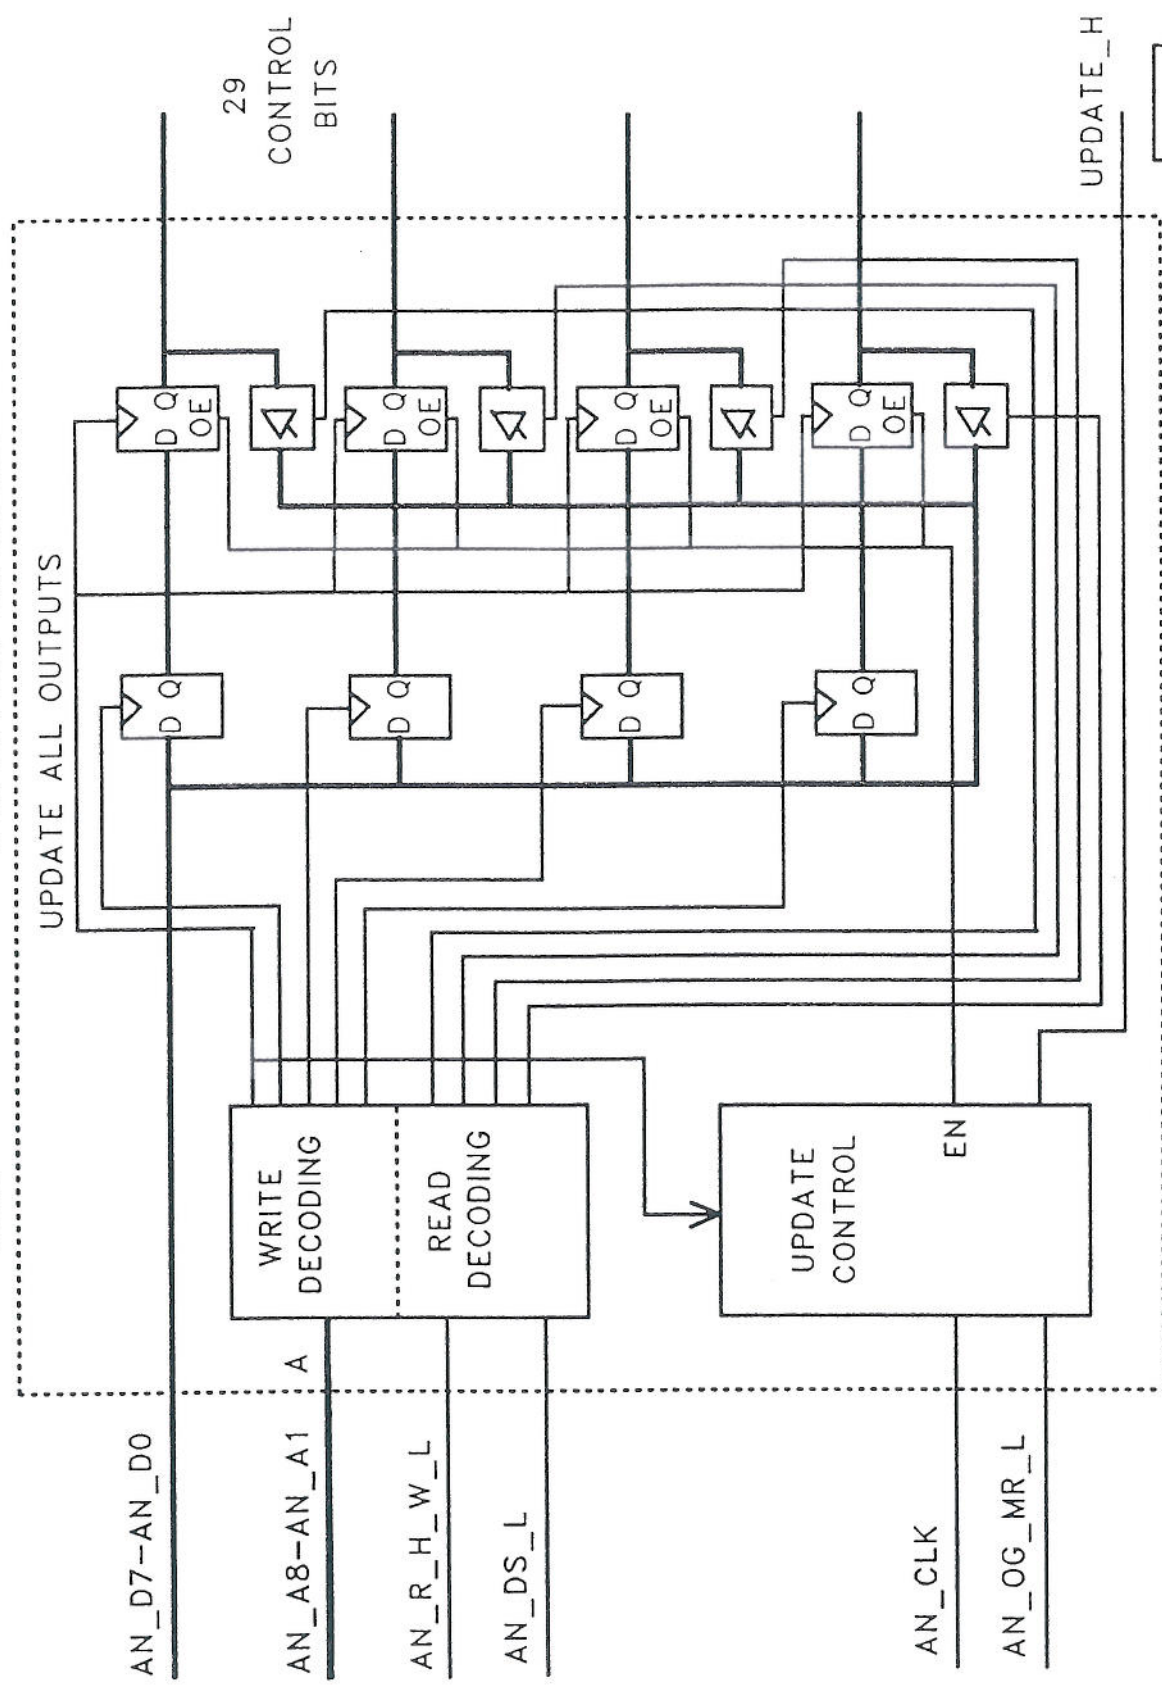 AN_D7-AN_D0
AN_A8-AN_A1
AN_R_H_W_L
AN_DS_L
AN_CLK
AN_OG_MR_L
A
WRITE
DECODING
READ
DECODING
UPDATE
CONTROL
EN
UPDATE ALL OUTPUTS
D Q
D Q
D Q
D Q
D Q
OE
D Q
OE
D Q
OE
D Q
OE
29
CONTROL
BITS
UPDATE_H